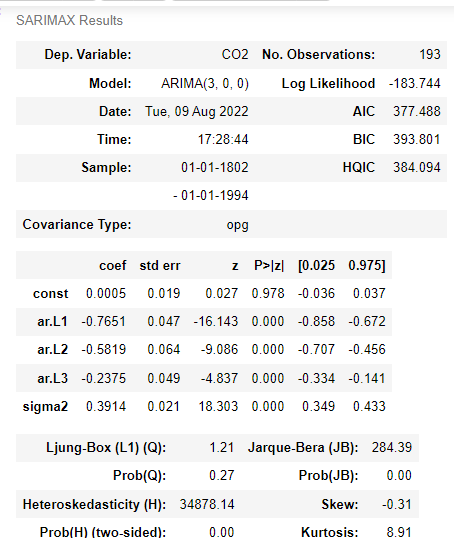 SARIMAX Results
Dep. Variable: CO2 No. Observations: 193
Model: ARIMA(3, 0, 0) Log Likelihood -183.744
Date: Tue, 09 Aug 2022 AIC 377.488
Time: 17:28:44 BIC 393.801
Sample: 01-01-1802 HQIC 384.094
- 01-01-1994
Covariance Type: opg
coef std err z P>|z| [0.025 0.975]
const 0.0005 0.019 0.027 0.978 -0.036 0.037
ar.L1 -0.7651 0.047 -16.143 0.000 -0.858 -0.672
ar.L2 -0.5819 0.064 -9.086 0.000 -0.707 -0.456
ar.L3 -0.2375 0.049 -4.837 0.000 -0.334 -0.141
sigma2 0.3914 0.021 18.303 0.000 0.349 0.433
Ljung-Box (L1) (Q): 1.21 Jarque-Bera (JB): 284.39
Prob(Q): 0.27 Prob(JB): 0.00
Heteroskedasticity (H): 34878.14 Skew: -0.31
Prob(H) (two-sided): 0.00 Kurtosis: 8.91